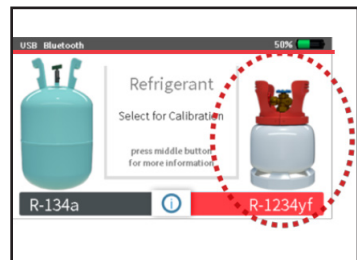 USB Bluetooth 50%
Refrigerant
Select for Calibration
press middle button
for more information
R-134a i R-1234yf